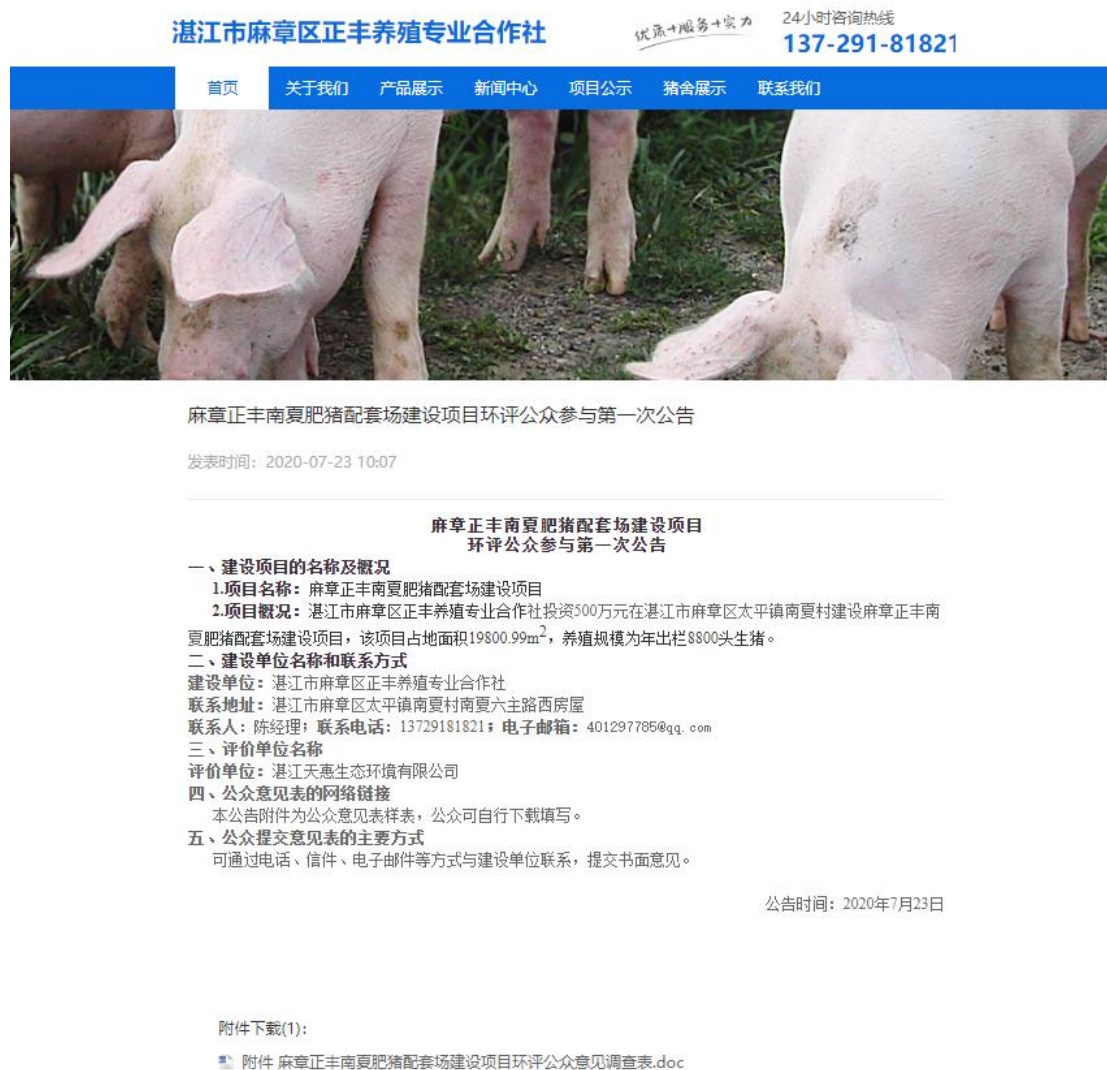 湛江市麻章区正丰养殖专业合作社
优质+服务+实力
24小时咨询热线
137-291-81821
首页 关于我们 产品展示 新闻中心 项目公示 猪舍展示 联系我们
麻章正丰南夏肥猪配套场建设项目环评公众参与第一次公告
发表时间：2020-07-23 10:07
麻章正丰南夏肥猪配套场建设项目
环评公众参与第一次公告
一、建设项目的名称及概况
1.项目名称：麻章正丰南夏肥猪配套场建设项目
2.项目概况：湛江市麻章区正丰养殖专业合作社投资500万元在湛江市麻章区太平镇南夏村建设麻章正丰南
夏肥猪配套场建设项目，该项目占地面积19800.99m²，养殖规模为年出栏8800头生猪。
二、建设单位名称和联系方式
建设单位：湛江市麻章区正丰养殖专业合作社
联系地址：湛江市麻章区太平镇南夏村南夏六主路西房屋
联系人：陈经理；联系电话：13729181821；电子邮箱：401297785@qq.com
三、评价单位名称
评价单位：湛江天惠生态环境有限公司
四、公众意见表的网络链接
本公告附件为公众意见表样表，公众可自行下载填写。
五、公众提交意见表的主要方式
可通过电话、信件、电子邮件等方式与建设单位联系，提交书面意见。
公告时间：2020年7月23日
附件下载(1):
附件 麻章正丰南夏肥猪配套场建设项目环评公众意见调查表.doc